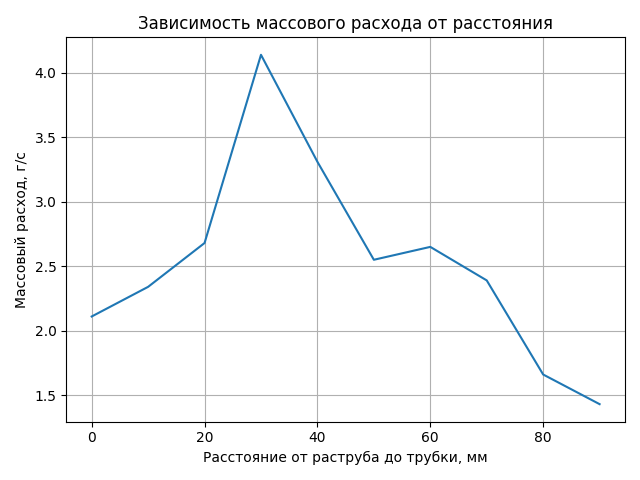 Зависимость массового расхода от расстояния
Массовый расход, г/с
4.0
3.5
3.0
2.5
2.0
1.5
0 20 40 60 80
Расстояние от раструба до трубки, мм